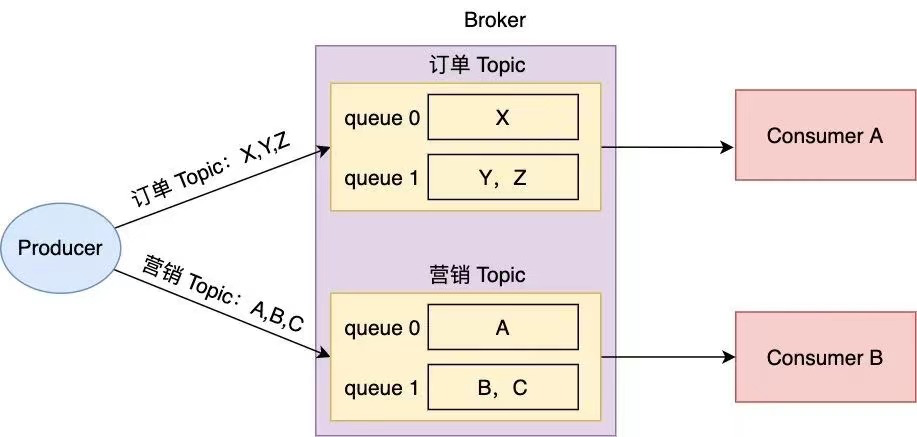 Broker
订单 Topic
queue 0
X
queue 1
Y，Z
Consumer A
订单 Topic：X,Y,Z
Producer
营销 Topic：A,B,C
营销 Topic
queue 0
A
queue 1
B，C
Consumer B